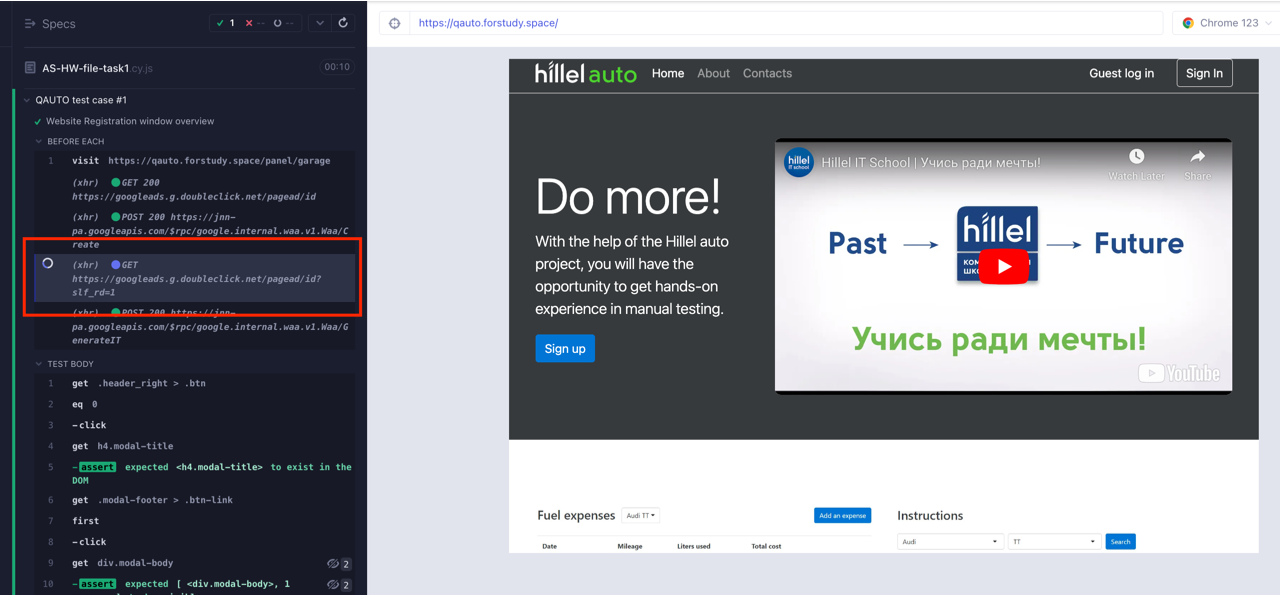 Specs
1 -- --
https://qauto.forstudy.space/
Chrome 123
AS-HW-file-task1.cy.js 00:10
QAUTO test case #1
Website Registration window overview
BEFORE EACH
1 visit https://qauto.forstudy.space/panel/garage
(xhr) GET 200
https://googleads.g.doubleclick.net/pagead/id
(xhr) POST 200 https://jnn-
pa.googleapis.com/$rpc/google.internal.waa.v1.Waa/C
reate
(xhr) GET
https://googleads.g.doubleclick.net/pagead/id?
slf_rd=1
(xhr) POST 200 https://jnn-
pa.googleapis.com/$rpc/google.internal.waa.v1.Waa/G
enerateIT
TEST BODY
1 get .header_right > .btn
2 eq 0
3 -click
4 get h4.modal-title
5 -assert expected <h4.modal-title> to exist in the
DOM
6 get .modal-footer > .btn-link
7 first
8 -click
9 get div.modal-body 2
10 -assert expected [ <div.modal-body>, 1 2
hillel auto Home About Contacts Guest log in Sign In
Do more!
With the help of the Hillel auto
project, you will have the
opportunity to get hands-on
experience in manual testing.
Sign up
hillel
IT school
Hillel IT School | Учись ради мечты!
Watch Later Share
Past hillel Future
Учись ради мечты!
YouTube
Fuel expenses Audi TT Add an expense
Date Mileage Liters used Total cost
Instructions
Audi TT Search